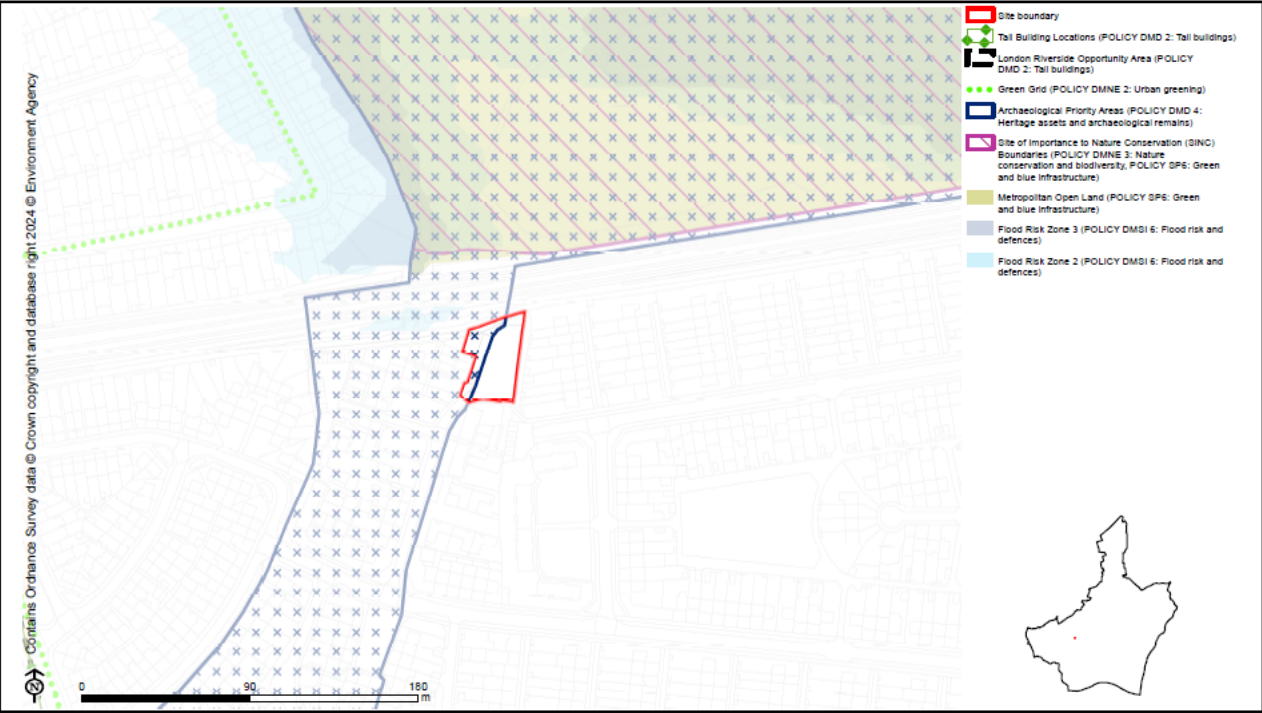 Site boundary
Tall Building Locations (POLICY DMD 2: Tall buildings)
London Riverside Opportunity Area (POLICY
DMD 2: Tall buildings)
Green Grid (POLICY DMNE 2: Urban greening)
Archaeological Priority Areas (POLICY DMD 4:
Heritage assets and archaeological remains)
Site of Importance to Nature Conservation (SINC)
Boundaries (POLICY DMNE 3: Nature
conservation and biodiversity, POLICY SP6: Green
and blue infrastructure)
Metropolitan Open Land (POLICY SP6: Green
and blue infrastructure)
Flood Risk Zone 3 (POLICY DMSI 6: Flood risk and
defences)
Flood Risk Zone 2 (POLICY DMSI 6: Flood risk and
defences)
Contains Ordnance Survey data © Crown copyright and database right 2024 © Environment Agency
N
0 90 180
m